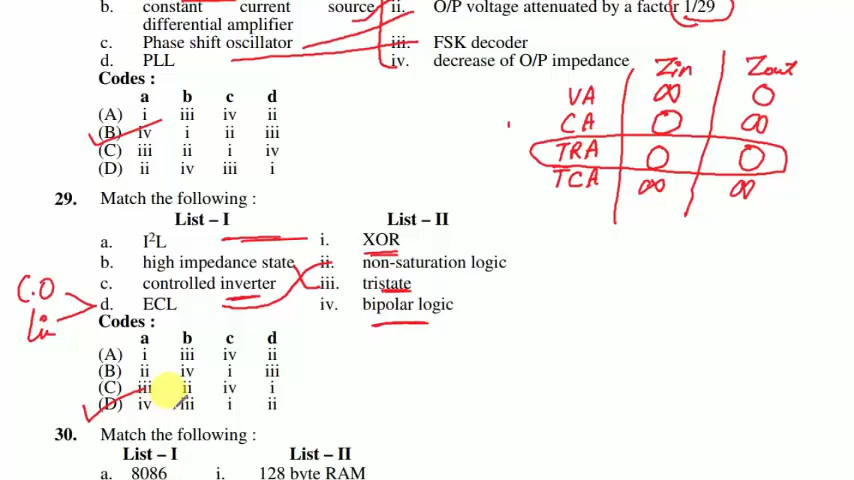 b. constant current source ii. O/P voltage attenuated by a factor 1/29
differential amplifier
c. Phase shift oscillator iii. FSK decoder
d. PLL iv. decrease of O/P impedance
Codes :
a b c d
(A) i iii iv ii
(B) iv i ii iii
(C) iii ii i iv
(D) ii iv iii i
Zin Zout
VA ∞ 0
CA 0 ∞
TRA 0 0
TCA ∞ ∞
29. Match the following :
List – I List – II
a. I²L i. XOR
b. high impedance state ii. non-saturation logic
c. controlled inverter iii. tristate
d. ECL iv. bipolar logic
C.O
Codes :
a b c d
(A) i iii iv ii
(B) ii iv i iii
(C) iii ii iv i
(D) iv iii i ii
30. Match the following :
List – I List – II
a. 8086 i. 128 byte RAM